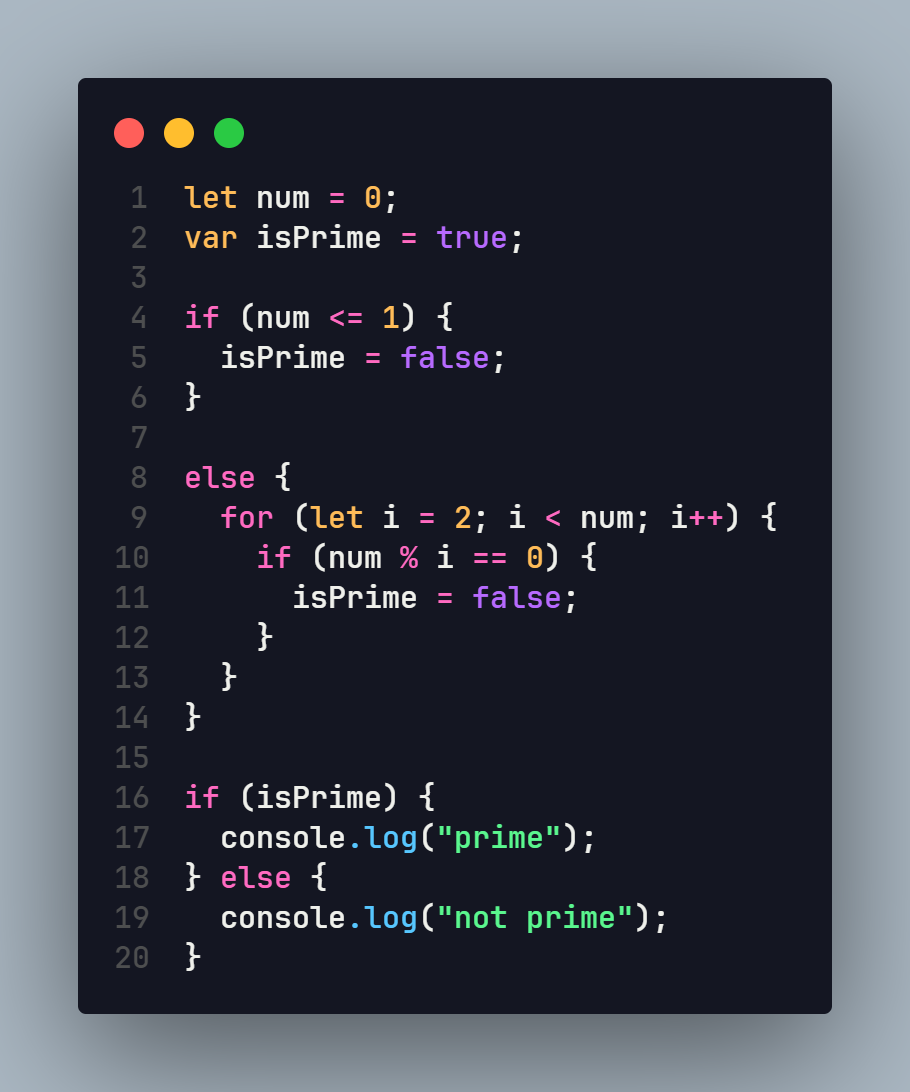 1 let num = 0;
2 var isPrime = true;
3
4 if (num <= 1) {
5   isPrime = false;
6 }
7
8 else {
9   for (let i = 2; i < num; i++) {
10     if (num % i == 0) {
11       isPrime = false;
12     }
13   }
14 }
15
16 if (isPrime) {
17   console.log("prime");
18 } else {
19   console.log("not prime");
20 }